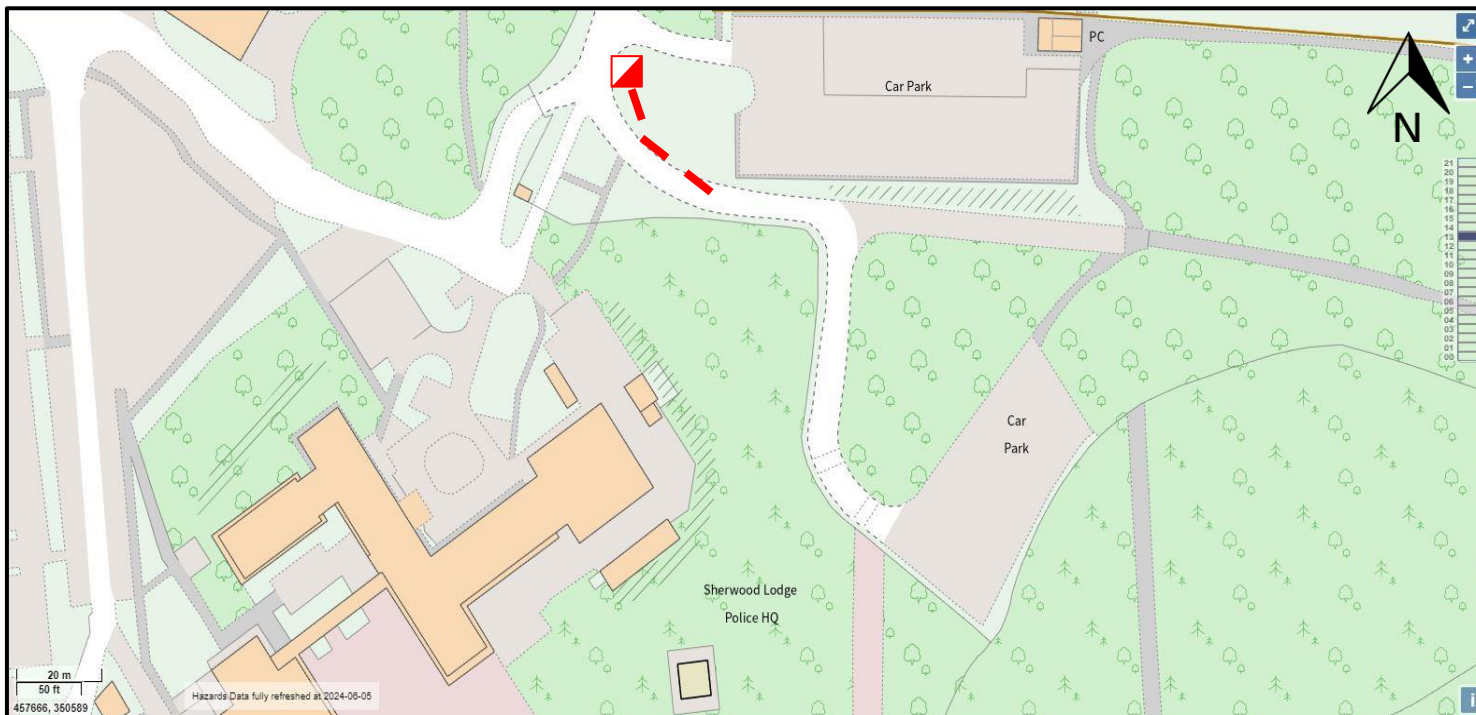 PC
Car Park
N
+
−
21
20
19
18
17
16
15
14
13
12
11
10
09
08
07
06
05
04
03
02
01
00
Car
Park
Sherwood Lodge
Police HQ
20 m
50 ft
457666, 350589
Hazards Data fully refreshed at 2024-06-05
i